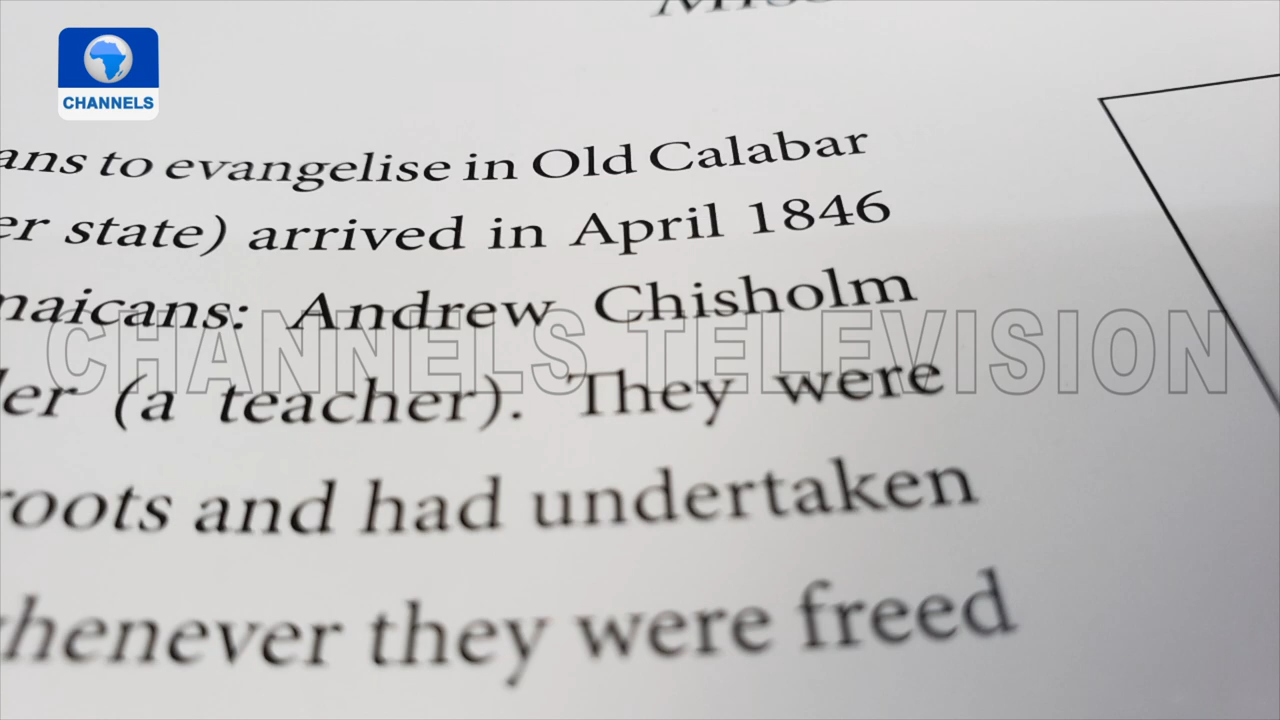 CHANNELS
ans to evangelise in Old Calabar
er state) arrived in April 1846
naicans: Andrew Chisholm
CHANNELS TELEVISION
er (a teacher). They were
roots and had undertaken
henever they were freed